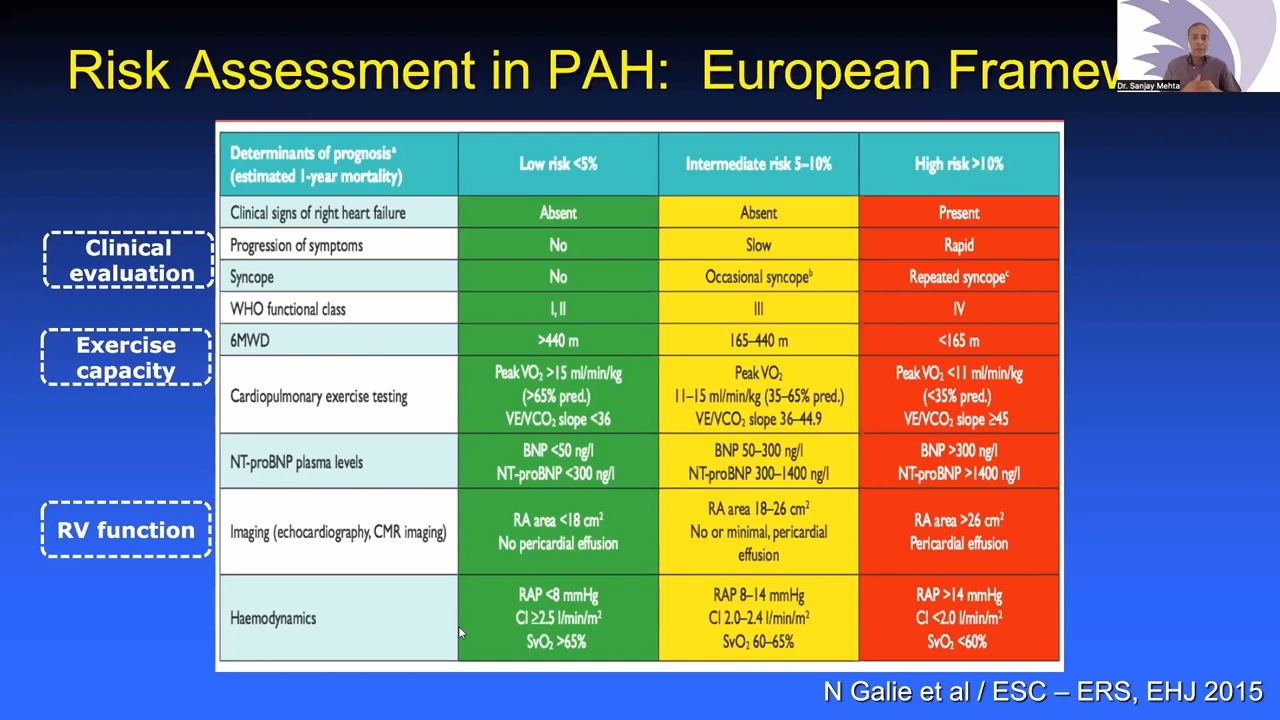 Risk Assessment in PAH: European Framew
Dr. Sanjay Mehta
Determinants of prognosisᵃ
(estimated 1-year mortality)
Low risk <5%
Intermediate risk 5–10%
High risk >10%
Clinical signs of right heart failure
Absent
Absent
Present
Clinical
evaluation
Progression of symptoms
No
Slow
Rapid
Syncope
No
Occasional syncopeᵇ
Repeated syncopeᶜ
WHO functional class
I, II
III
IV
Exercise
capacity
6MWD
>440 m
165–440 m
<165 m
Cardiopulmonary exercise testing
Peak VO₂ >15 ml/min/kg
(>65% pred.)
VE/VCO₂ slope <36
Peak VO₂
11–15 ml/min/kg (35–65% pred.)
VE/VCO₂ slope 36–44.9
Peak VO₂ <11 ml/min/kg
(<35% pred.)
VE/VCO₂ slope ≥45
NT-proBNP plasma levels
BNP <50 ng/l
NT-proBNP <300 ng/l
BNP 50–300 ng/l
NT-proBNP 300–1400 ng/l
BNP >300 ng/l
NT-proBNP >1400 ng/l
RV function
Imaging (echocardiography, CMR imaging)
RA area <18 cm²
No pericardial effusion
RA area 18–26 cm²
No or minimal, pericardial
effusion
RA area >26 cm²
Pericardial effusion
Haemodynamics
RAP <8 mmHg
CI ≥2.5 l/min/m²
SvO₂ >65%
RAP 8–14 mmHg
CI 2.0–2.4 l/min/m²
SvO₂ 60–65%
RAP >14 mmHg
CI <2.0 l/min/m²
SvO₂ <60%
N Galie et al / ESC – ERS, EHJ 2015